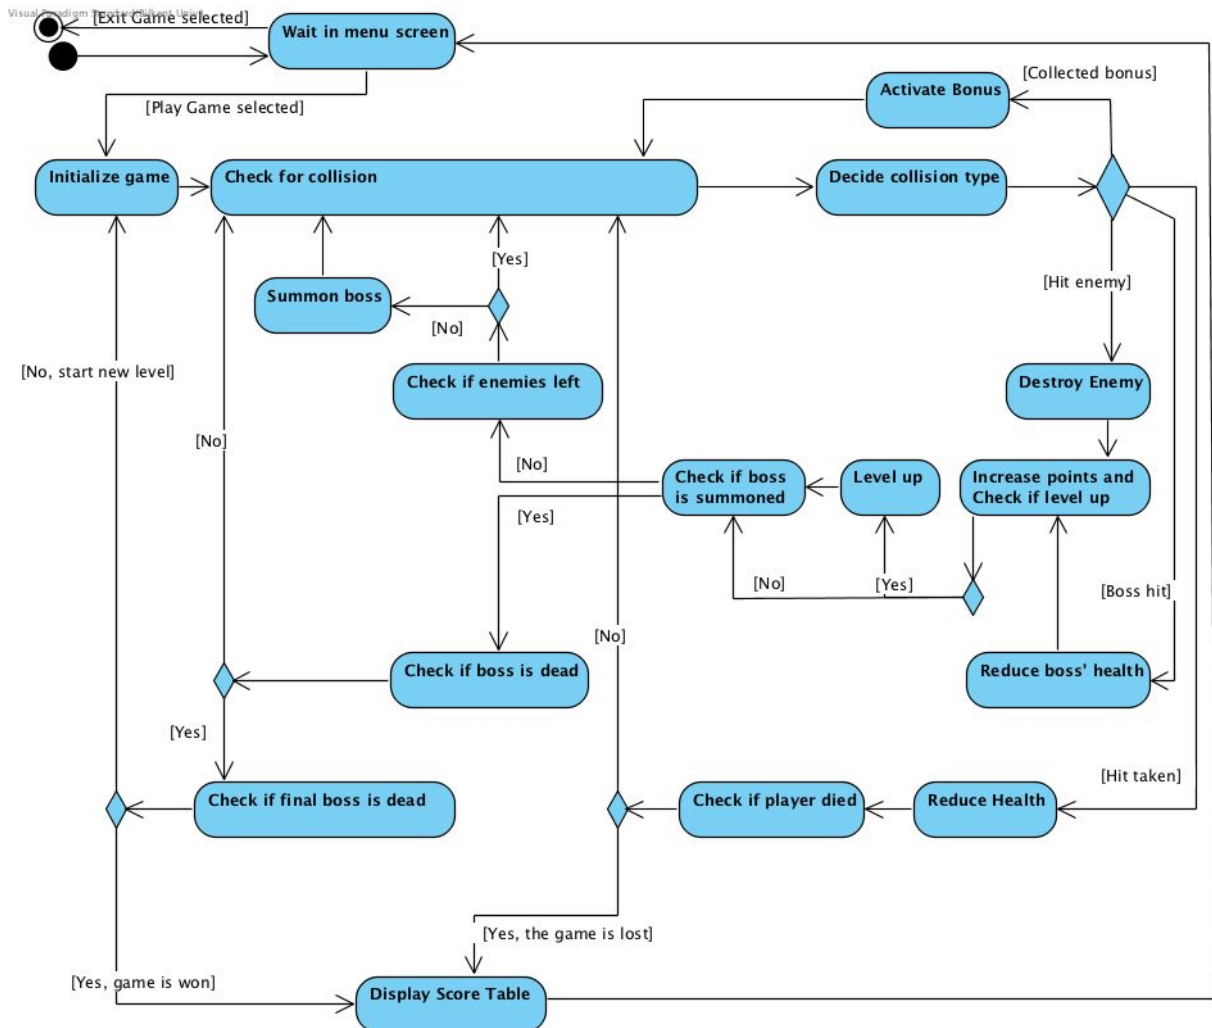 Visual Paradigm Standard(Bilkent Univ.)
[Exit Game selected]
Wait in menu screen
[Collected bonus]
Activate Bonus
[Play Game selected]
Initialize game
Check for collision
Decide collision type
[Yes]
[Hit enemy]
Summon boss
[No]
[No, start new level]
Check if enemies left
Destroy Enemy
[No]
[No]
Check if boss
is summoned
Level up
Increase points and
Check if level up
[Yes]
[No]
[Yes]
[Boss hit]
[No]
Check if boss is dead
Reduce boss' health
[Yes]
[Hit taken]
Check if final boss is dead
Check if player died
Reduce Health
[Yes, the game is lost]
[Yes, game is won]
Display Score Table